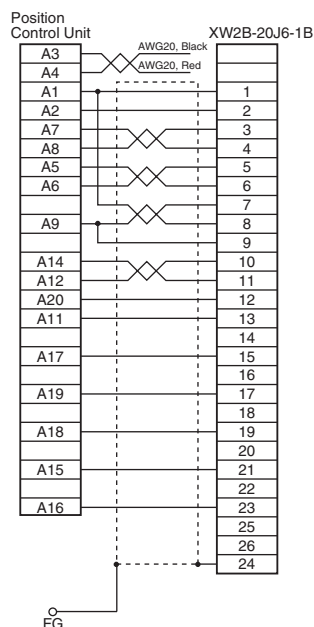 Position
Control Unit
XW2B-20J6-1B
A3
AWG20, Black
A4
AWG20, Red
A1
1
A2
2
A7
3
A8
4
A5
5
A6
6
7
A9
8
9
A14
10
A12
11
A20
12
A11
13
14
A17
15
16
A19
17
18
A18
19
20
A15
21
22
A16
23
25
26
24
FG